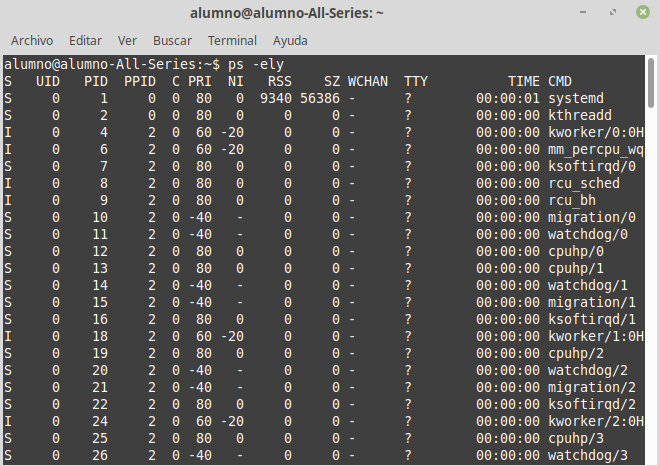 alumno@alumno-All-Series: ~
Archivo Editar Ver Buscar Terminal Ayuda
alumno@alumno-All-Series:~$ ps -ely
S UID PID PPID C PRI NI RSS SZ WCHAN TTY TIME CMD
S 0 1 0 0 80 0 9340 56386 - ? 00:00:01 systemd
S 0 2 0 0 80 0 0 0 - ? 00:00:00 kthreadd
I 0 4 2 0 60 -20 0 0 - ? 00:00:00 kworker/0:0H
I 0 6 2 0 60 -20 0 0 - ? 00:00:00 mm_percpu_wq
S 0 7 2 0 80 0 0 0 - ? 00:00:00 ksoftirqd/0
I 0 8 2 0 80 0 0 0 - ? 00:00:00 rcu_sched
I 0 9 2 0 80 0 0 0 - ? 00:00:00 rcu_bh
S 0 10 2 0 -40 - 0 0 - ? 00:00:00 migration/0
S 0 11 2 0 -40 - 0 0 - ? 00:00:00 watchdog/0
S 0 12 2 0 80 0 0 0 - ? 00:00:00 cpuhp/0
S 0 13 2 0 80 0 0 0 - ? 00:00:00 cpuhp/1
S 0 14 2 0 -40 - 0 0 - ? 00:00:00 watchdog/1
S 0 15 2 0 -40 - 0 0 - ? 00:00:00 migration/1
S 0 16 2 0 80 0 0 0 - ? 00:00:00 ksoftirqd/1
I 0 18 2 0 60 -20 0 0 - ? 00:00:00 kworker/1:0H
S 0 19 2 0 80 0 0 0 - ? 00:00:00 cpuhp/2
S 0 20 2 0 -40 - 0 0 - ? 00:00:00 watchdog/2
S 0 21 2 0 -40 - 0 0 - ? 00:00:00 migration/2
S 0 22 2 0 80 0 0 0 - ? 00:00:00 ksoftirqd/2
I 0 24 2 0 60 -20 0 0 - ? 00:00:00 kworker/2:0H
S 0 25 2 0 80 0 0 0 - ? 00:00:00 cpuhp/3
S 0 26 2 0 -40 - 0 0 - ? 00:00:00 watchdog/3